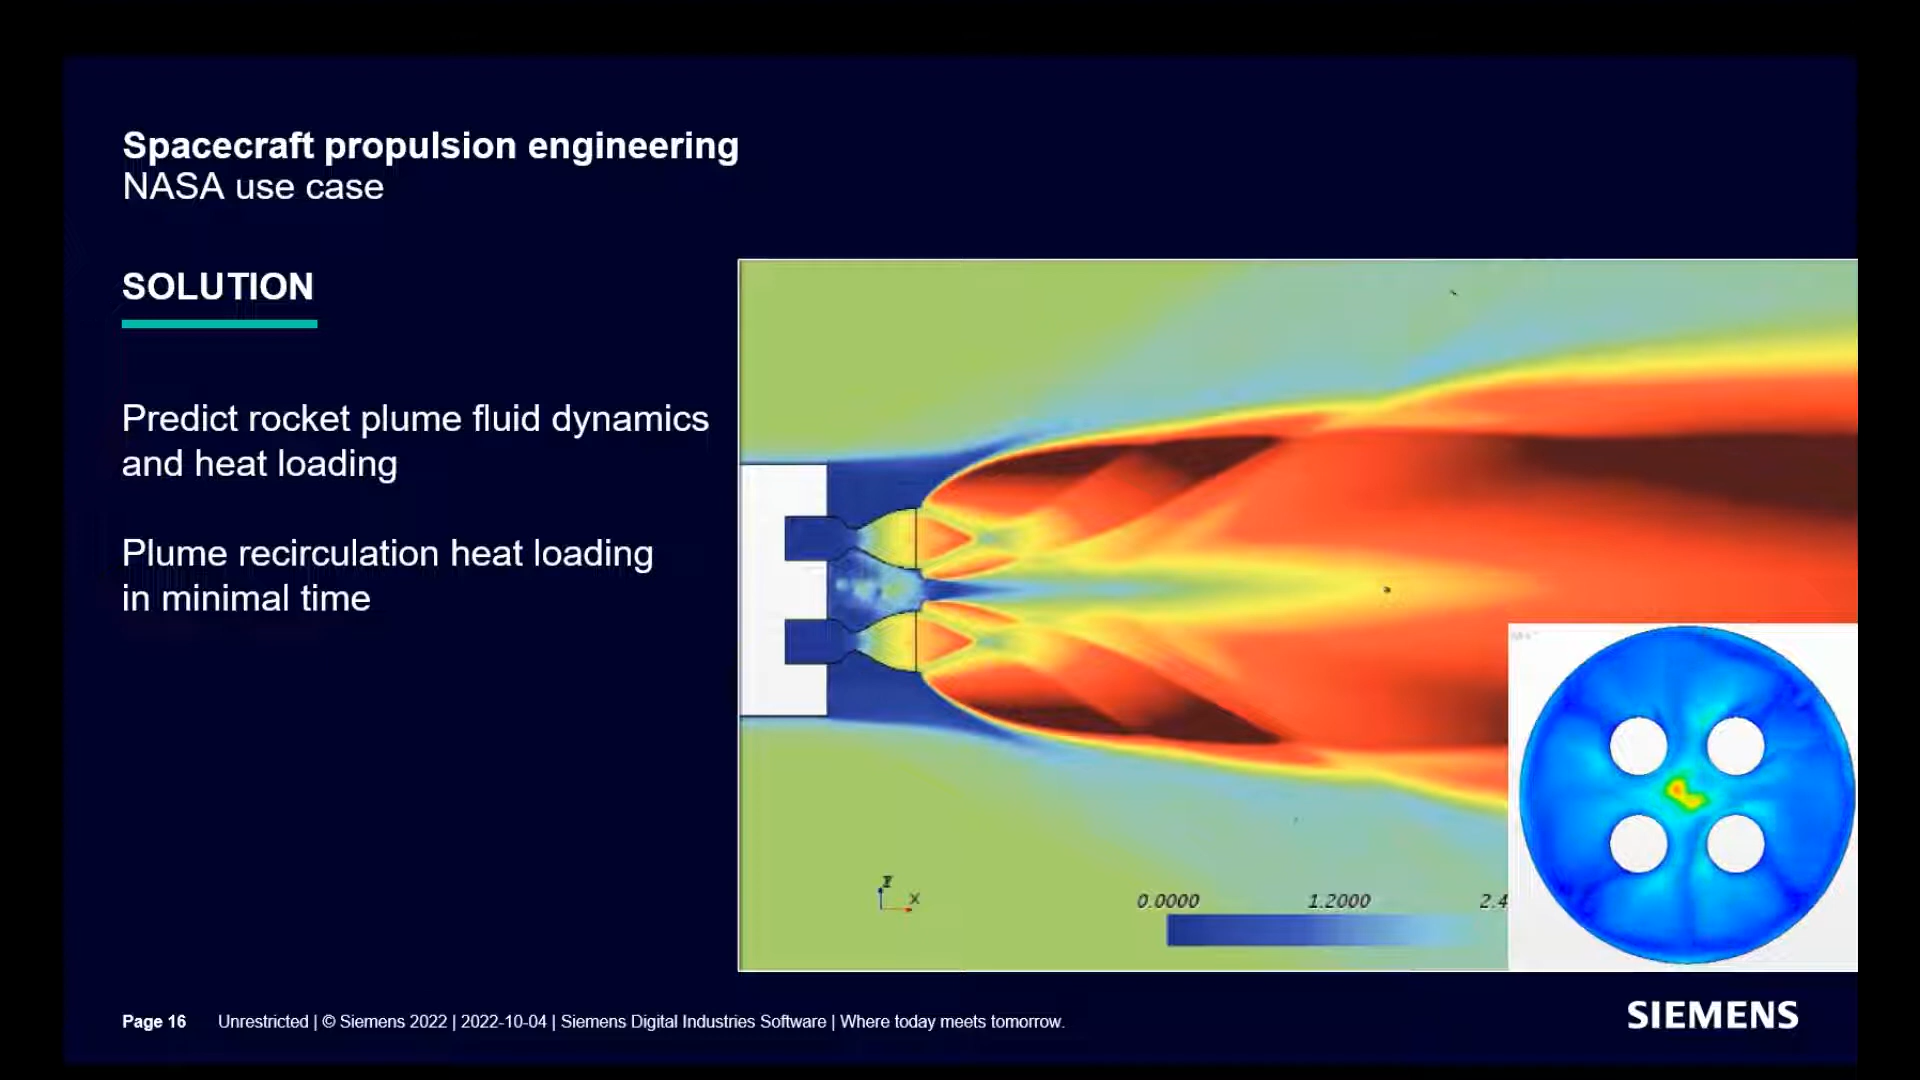 Spacecraft propulsion engineering
NASA use case
SOLUTION
Predict rocket plume fluid dynamics
and heat loading
Plume recirculation heat loading
in minimal time
Z
X
0.0000 1.2000 2.4
Page 16 Unrestricted | © Siemens 2022 | 2022-10-04 | Siemens Digital Industries Software | Where today meets tomorrow.
SIEMENS